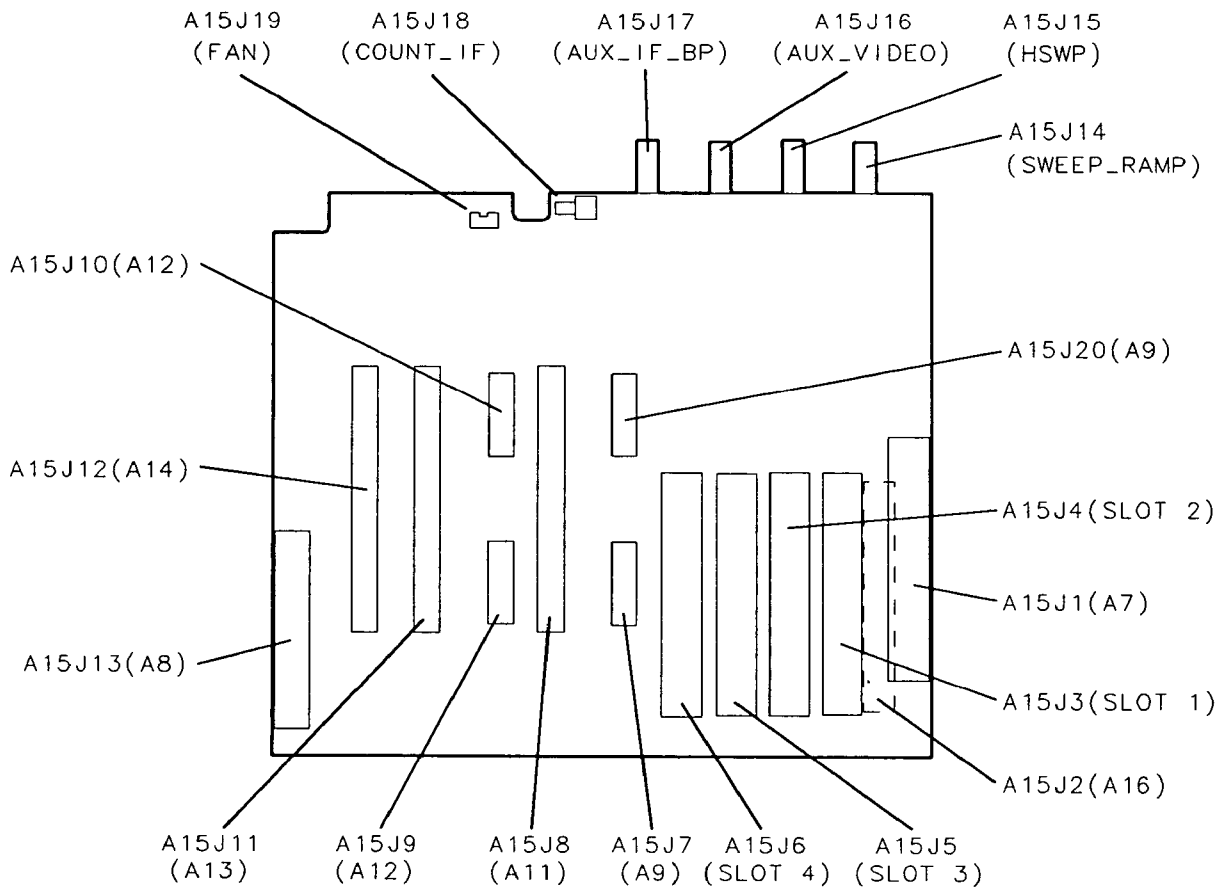 A15J19
(FAN)
A15J18
(COUNT_IF)
A15J17
(AUX_IF_BP)
A15J16
(AUX_VIDEO)
A15J15
(HSWP)
A15J14
(SWEEP_RAMP)
A15J10(A12)
A15J20(A9)
A15J12(A14)
A15J4(SLOT 2)
A15J1(A7)
A15J13(A8)
A15J3(SLOT 1)
A15J2(A16)
A15J11
(A13)
A15J9
(A12)
A15J8
(A11)
A15J7
(A9)
A15J6
(SLOT 4)
A15J5
(SLOT 3)